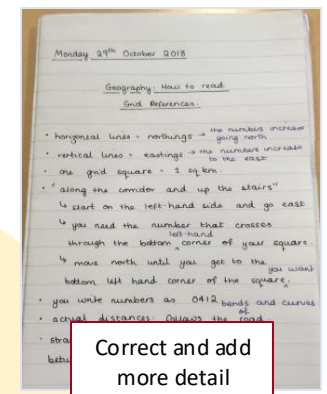 Monday 29th October 2018
Geography: How to read
Grid References.
the numbers increase
• horizontal lines = northings → going north
• vertical lines = eastings → the numbers increase
to the east
• one grid square = 1 sq km.
• "along the corridor and up the stairs"
↳ start on the left-hand side and go east
↳ you need the number that crosses
left-hand
through the bottom ^ corner of your square.
↳ move north until you get to the
you want
bottom left hand corner of the square. ^
• you write numbers as 0412
bends and curves
of
• actual distances: follows the road.
• stra
betw
Correct and add
more detail